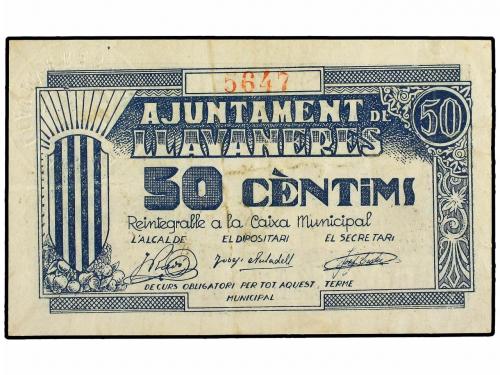 5647
AJUNTAMENT DE
LLAVANERES
50
50 CÈNTIMS
Reintegrable a la Caixa Municipal
L'ALCALDE EL DIPOSITARI EL SECRETARI
DE CURS OBLIGATORI PER TOT AQUEST TERME
MUNICIPAL